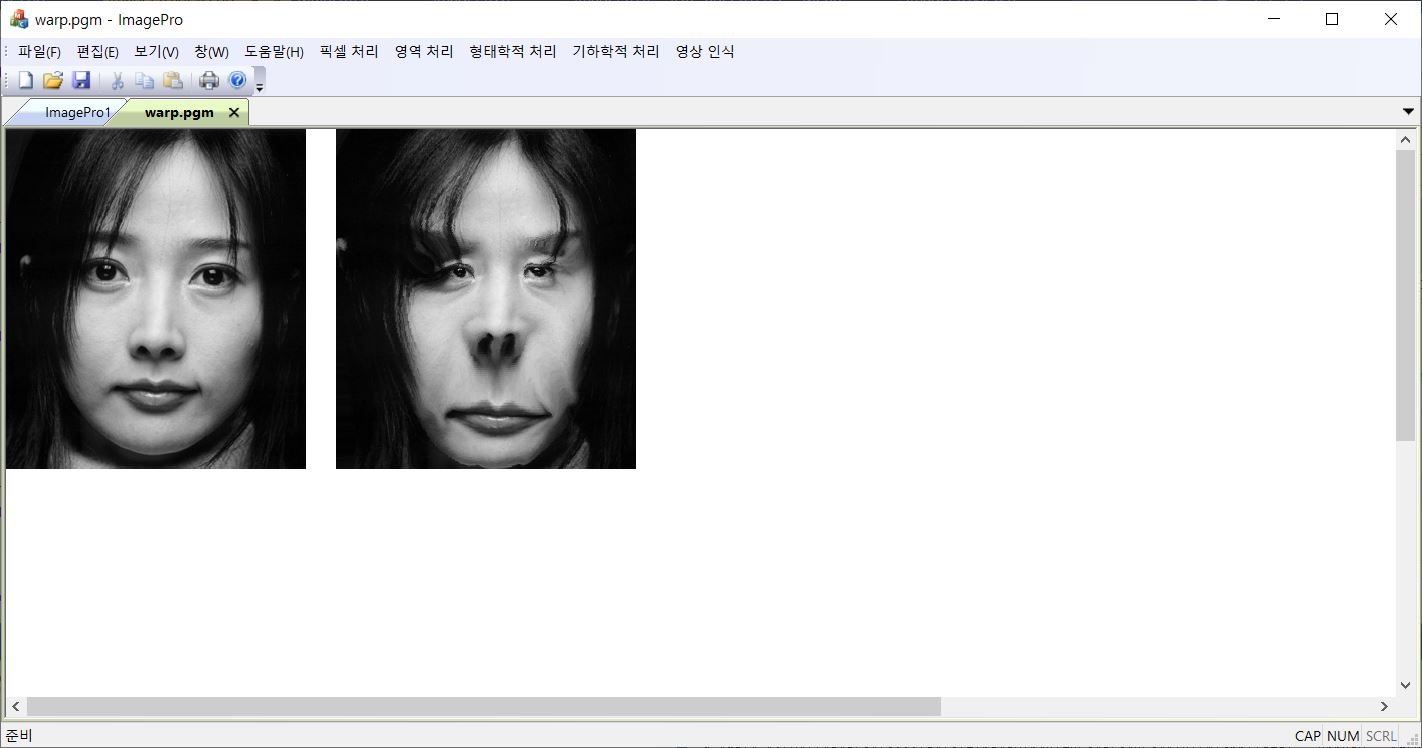 warp.pgm - ImagePro
파일(F) 편집(E) 보기(V) 창(W) 도움말(H) 픽셀 처리 영역 처리 형태학적 처리 기하학적 처리 영상 인식
ImagePro1 warp.pgm
준비 CAP NUM SCRL